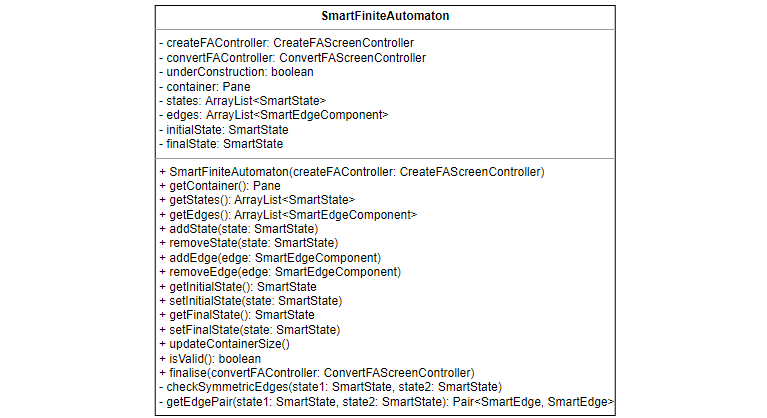 SmartFiniteAutomaton
- createFAController: CreateFAScreenController
- convertFAController: ConvertFAScreenController
- underConstruction: boolean
- container: Pane
- states: ArrayList<SmartState>
- edges: ArrayList<SmartEdgeComponent>
- initialState: SmartState
- finalState: SmartState
+ SmartFiniteAutomaton(createFAController: CreateFAScreenController)
+ getContainer(): Pane
+ getStates(): ArrayList<SmartState>
+ getEdges(): ArrayList<SmartEdgeComponent>
+ addState(state: SmartState)
+ removeState(state: SmartState)
+ addEdge(edge: SmartEdgeComponent)
+ removeEdge(edge: SmartEdgeComponent)
+ getInitialState(): SmartState
+ setInitialState(state: SmartState)
+ getFinalState(): SmartState
+ setFinalState(state: SmartState)
+ updateContainerSize()
+ isValid(): boolean
+ finalise(convertFAController: ConvertFAScreenController)
- checkSymmetricEdges(state1: SmartState, state2: SmartState)
- getEdgePair(state1: SmartState, state2: SmartState): Pair<SmartEdge, SmartEdge>